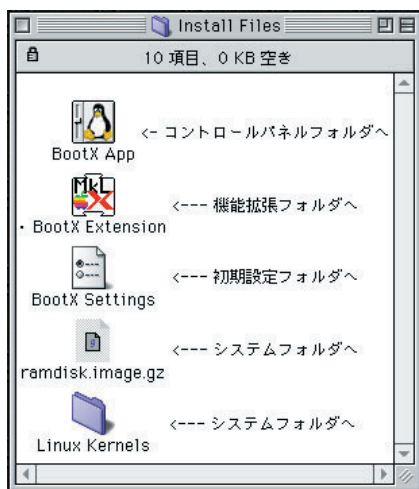 Install Files
10 項目、0 KB 空き
<- コントロールパネルフォルダへ
BootX App
MkL
<--- 機能拡張フォルダへ
・ BootX Extension
<--- 初期設定フォルダへ
BootX Settings
<--- システムフォルダへ
ramdisk.image.gz
<--- システムフォルダへ
Linux Kernels